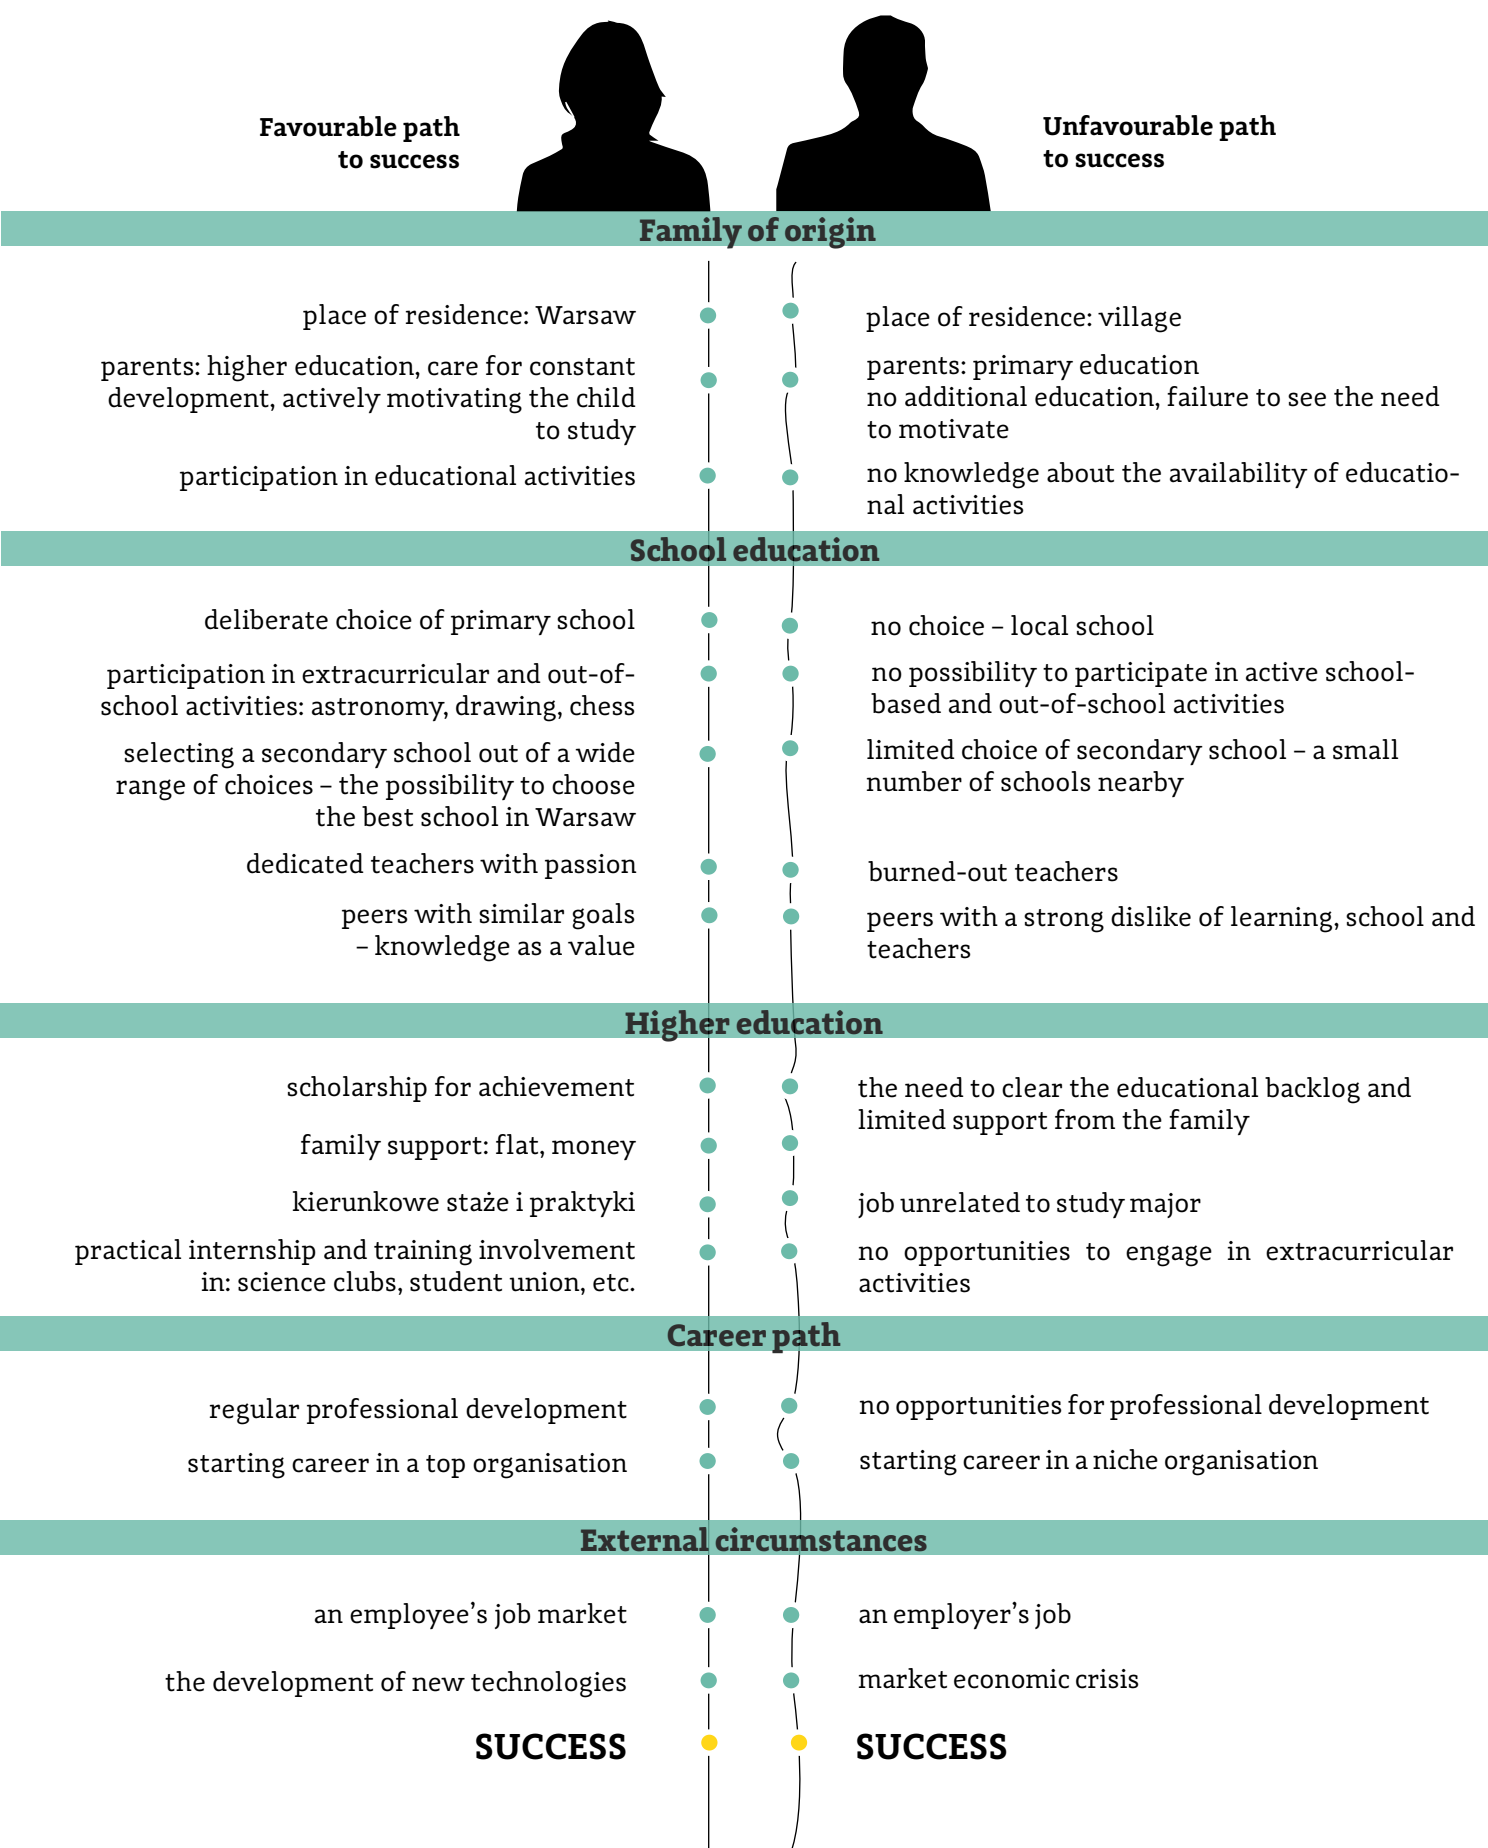 Favourable path
to success
Unfavourable path
to success
Family of origin
place of residence: Warsaw
place of residence: village
parents: higher education, care for constant
development, actively motivating the child
to study
parents: primary education
no additional education, failure to see the need
to motivate
participation in educational activities
no knowledge about the availability of educatio-
nal activities
School education
deliberate choice of primary school
no choice – local school
participation in extracurricular and out-of-
school activities: astronomy, drawing, chess
no possibility to participate in active school-
based and out-of-school activities
selecting a secondary school out of a wide
range of choices – the possibility to choose
the best school in Warsaw
limited choice of secondary school – a small
number of schools nearby
dedicated teachers with passion
burned-out teachers
peers with similar goals
– knowledge as a value
peers with a strong dislike of learning, school and
teachers
Higher education
scholarship for achievement
the need to clear the educational backlog and
limited support from the family
family support: flat, money
kierunkowe staże i praktyki
job unrelated to study major
practical internship and training involvement
in: science clubs, student union, etc.
no opportunities to engage in extracurricular
activities
Career path
regular professional development
no opportunities for professional development
starting career in a top organisation
starting career in a niche organisation
External circumstances
an employee’s job market
an employer’s job
the development of new technologies
market economic crisis
SUCCESS
SUCCESS